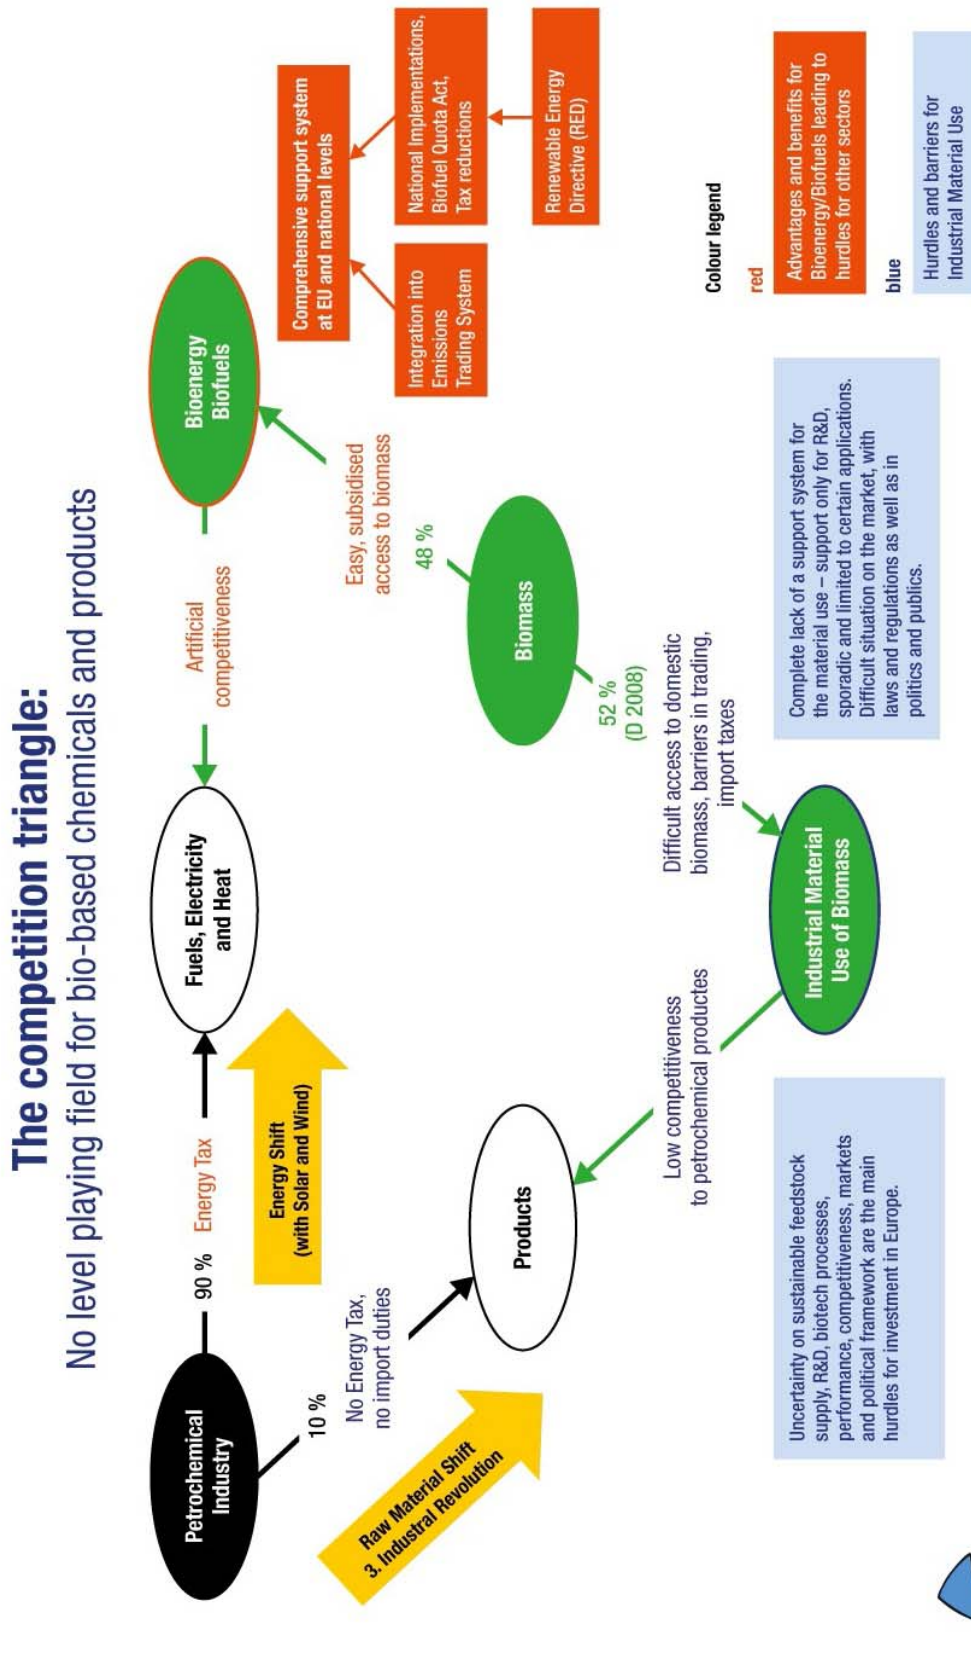 The competition triangle:
No level playing field for bio-based chemicals and products
Petrochemical
Industry
90 %
Energy Tax
Fuels, Electricity
and Heat
Artificial
competitiveness
Bioenergy
Biofuels
Energy Shift
(with Solar and Wind)
10 %
No Energy Tax,
no import duties
Raw Material Shift
3. Industral Revolution
Products
Easy, subsidised
access to biomass
48 %
Biomass
52 %
(D 2008)
Difficult access to domestic
biomass, barriers in trading,
import taxes
Low competitiveness
to petrochemical productes
Industrial Material
Use of Biomass
Comprehensive support system
at EU and national levels
Integration into
Emissions
Trading System
National Implementations,
Biofuel Quota Act,
Tax reductions
Renewable Energy
Directive (RED)
Uncertainty on sustainable feedstock
supply, R&D, biotech processes,
performance, competitiveness, markets
and political framework are the main
hurdles for investment in Europe.
Complete lack of a support system for
the material use – support only for R&D,
sporadic and limited to certain applications.
Difficult situation on the market, with
laws and regulations as well as in
politics and publics.
Colour legend
red
Advantages and benefits for
Bioenergy/Biofuels leading to
hurdles for other sectors
blue
Hurdles and barriers for
Industrial Material Use